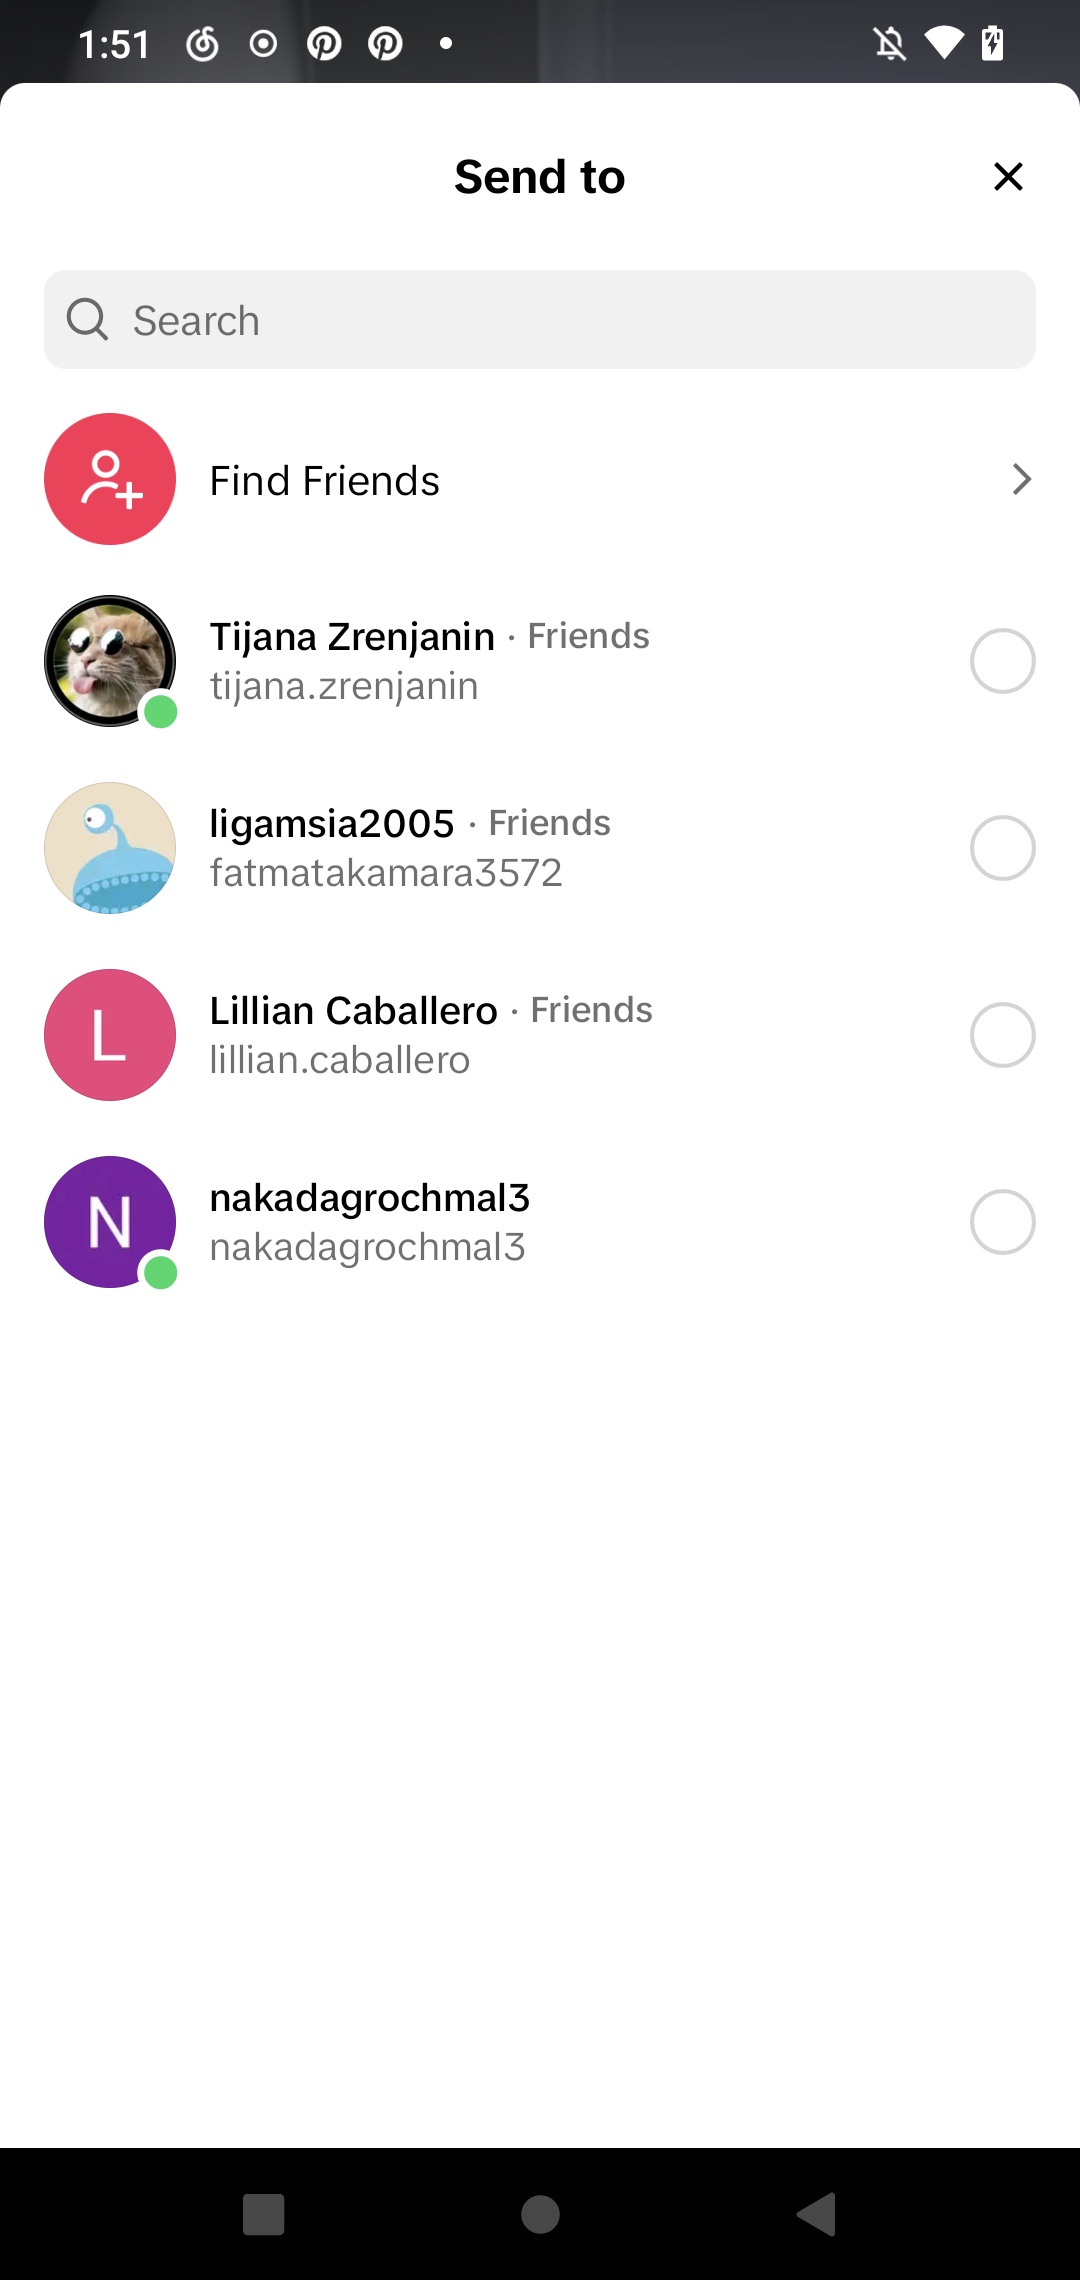 1:51
Send to
Search
Find Friends
Tijana Zrenjanin · Friends
tijana.zrenjanin
ligamsia2005 · Friends
fatmatakamara3572
L
Lillian Caballero · Friends
lillian.caballero
N
nakadagrochmal3
nakadagrochmal3